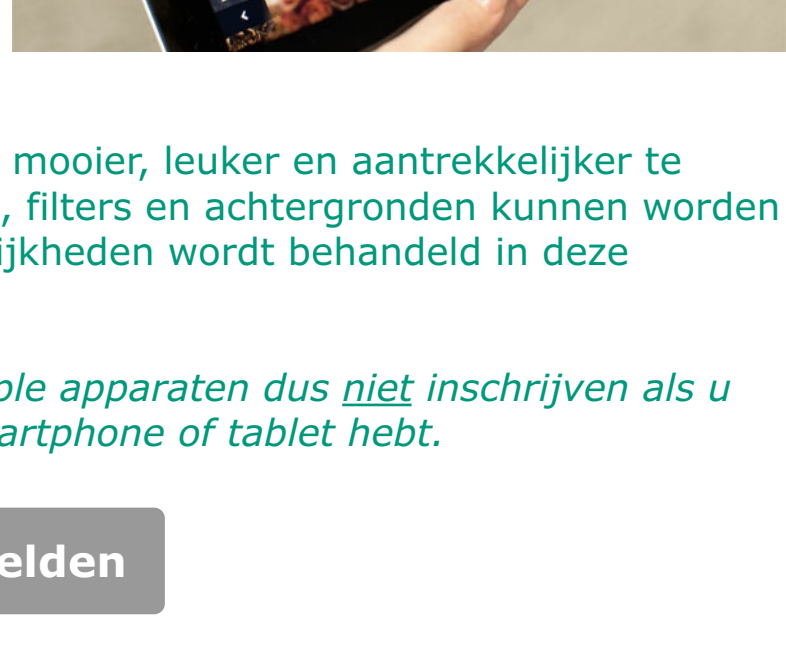 mooier, leuker en aantrekkelijker te
, filters en achtergronden kunnen worden
ijkheden wordt behandeld in deze
ple apparaten dus niet inschrijven als u
artphone of tablet hebt.
elden